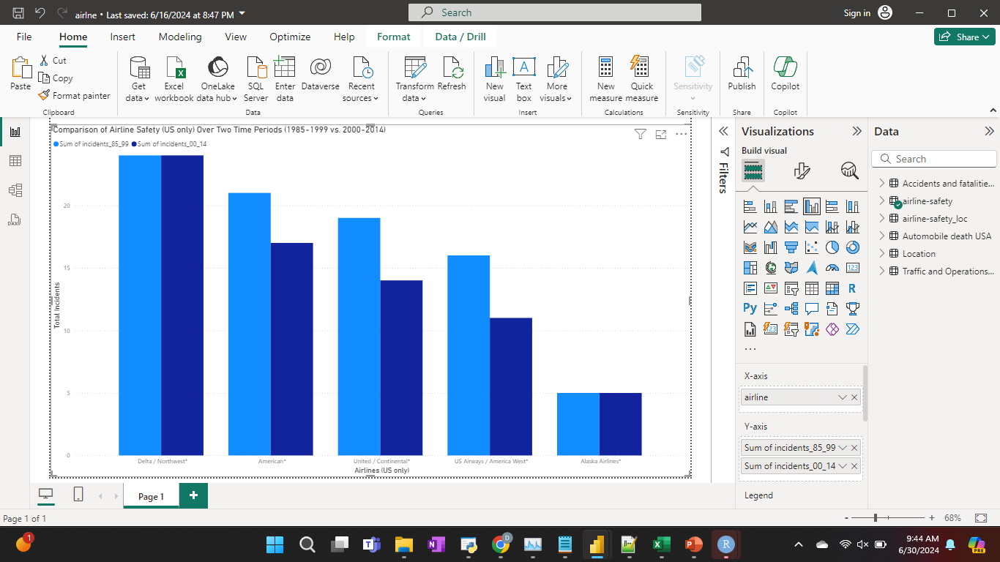 airlne • Last saved: 6/16/2024 at 8:47 PM
Search
Sign in
File Home Insert Modeling View Optimize Help Format Data / Drill
Share
Paste
Cut
Copy
Format painter
Clipboard
Get data
Excel workbook
OneLake data hub
SQL Server
Enter data
Dataverse
Recent sources
Data
Transform data
Refresh
Queries
New visual
Text box
More visuals
Insert
New measure
Quick measure
Calculations
Sensitivity
Sensitivity
Publish
Share
Copilot
Copilot
Comparison of Airline Safety (US only) Over Two Time Periods (1985-1999 vs. 2000-2014)
Sum of incidents_85_99 Sum of incidents_00_14
Total Incidents
20
15
10
5
0
Delta / Northwest* American* United / Continental* US Airways / America West* Alaska Airlines*
Airlines (US only)
Filters
Visualizations
Build visual
123
R
Py
123
X-axis
airline
Y-axis
Sum of incidents_85_99
Sum of incidents_00_14
Legend
Data
Search
Accidents and fatalitie...
airline-safety
airline-safety_loc
Automobile death USA
Location
Traffic and Operations...
DAX
Page 1
Page 1 of 1
- + 68%
1
D
R
9:44 AM
6/30/2024
PRE